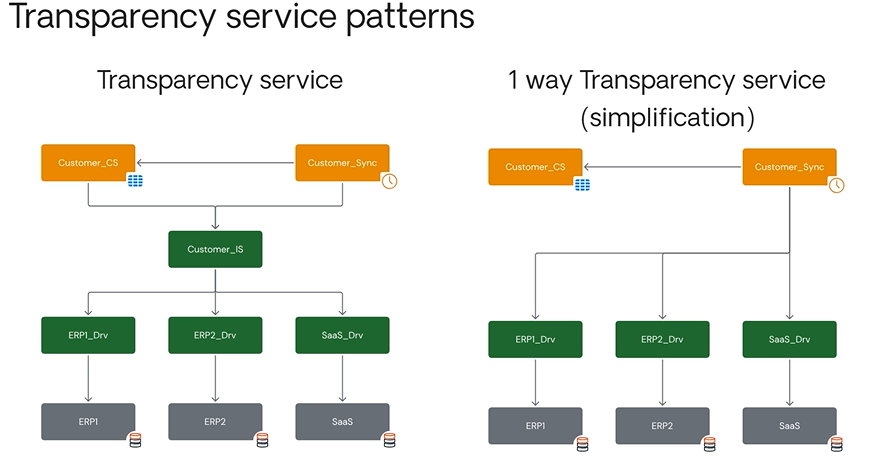 Transparency service patterns
Transparency service
1 way Transparency service
(simplification)
Customer_CS
Customer_Sync
Customer_IS
ERP1_Drv
ERP2_Drv
SaaS_Drv
ERP1
ERP2
SaaS
Customer_CS
Customer_Sync
ERP1_Drv
ERP2_Drv
SaaS_Drv
ERP1
ERP2
SaaS